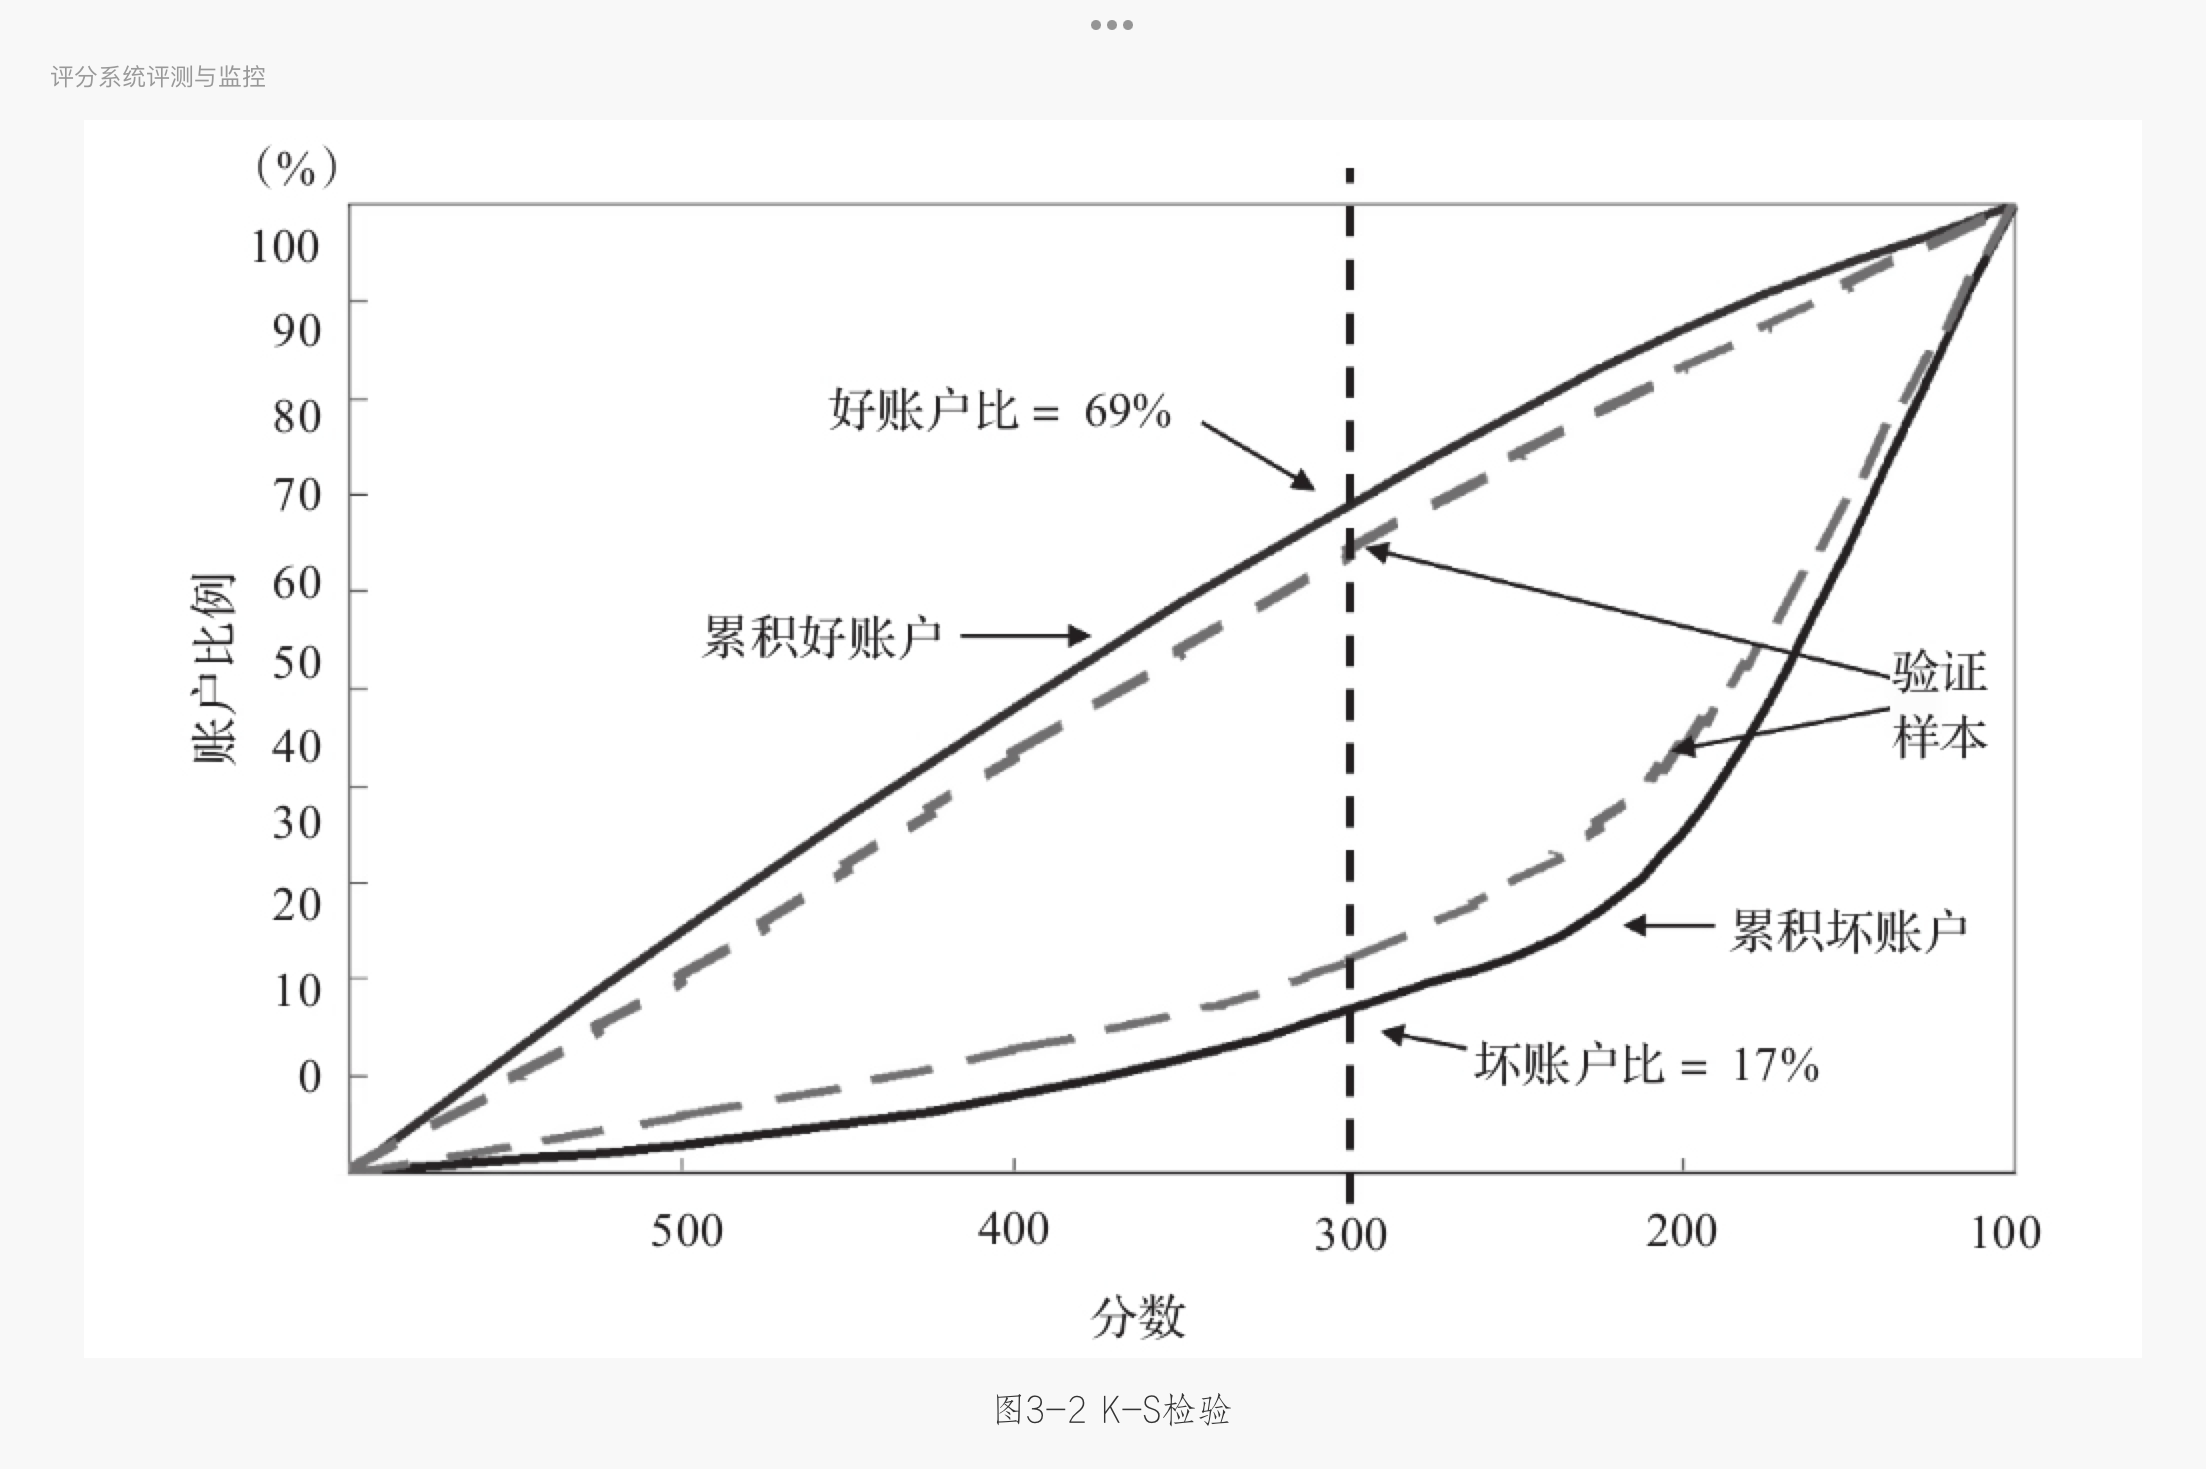 评分系统评测与监控
(%)
100
90
80
70
60
50
40
30
20
10
0
账户比例
好账户比 = 69%
累积好账户
验证
样本
累积坏账户
坏账户比 = 17%
500 400 300 200 100
分数
图3-2 K-S检验